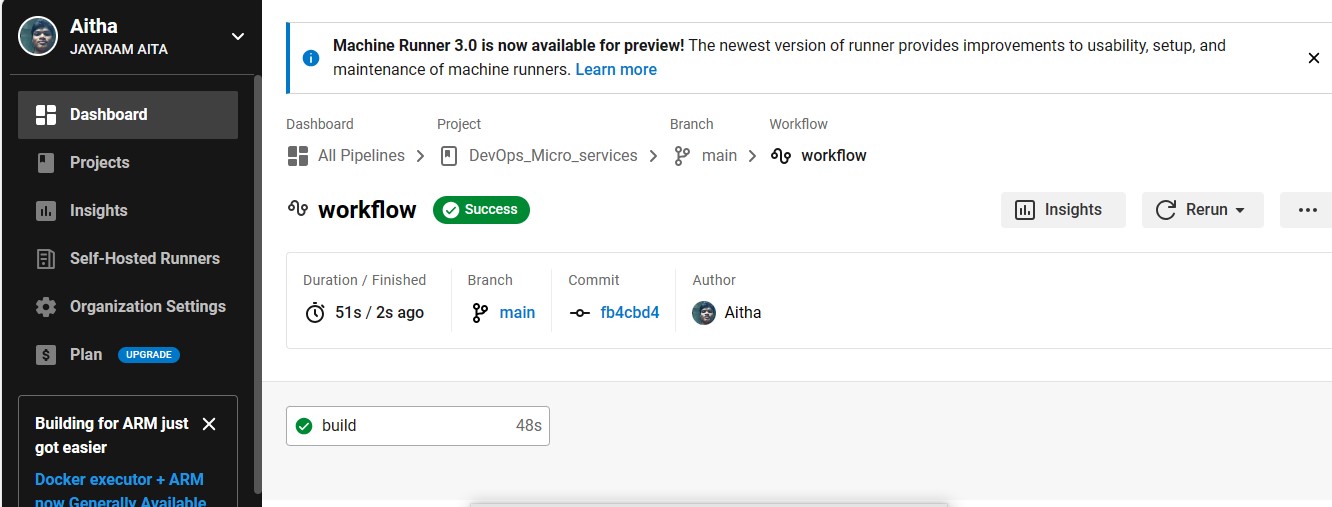 Aitha
JAYARAM AITA
Dashboard
Projects
Insights
Self-Hosted Runners
Organization Settings
Plan UPGRADE
Building for ARM just
got easier
Docker executor + ARM
now Generally Available
Machine Runner 3.0 is now available for preview! The newest version of runner provides improvements to usability, setup, and
maintenance of machine runners. Learn more
Dashboard Project Branch Workflow
All Pipelines DevOps_Micro_services main workflow
workflow Success Insights Rerun
Duration / Finished Branch Commit Author
51s / 2s ago main fb4cbd4 Aitha
build 48s